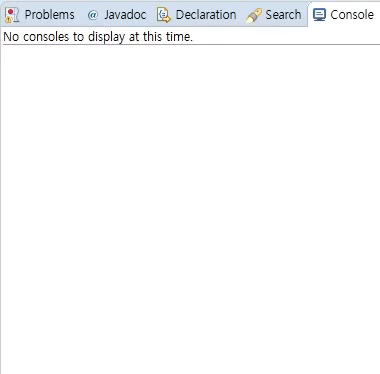 Problems @ Javadoc Declaration Search Console
No consoles to display at this time.